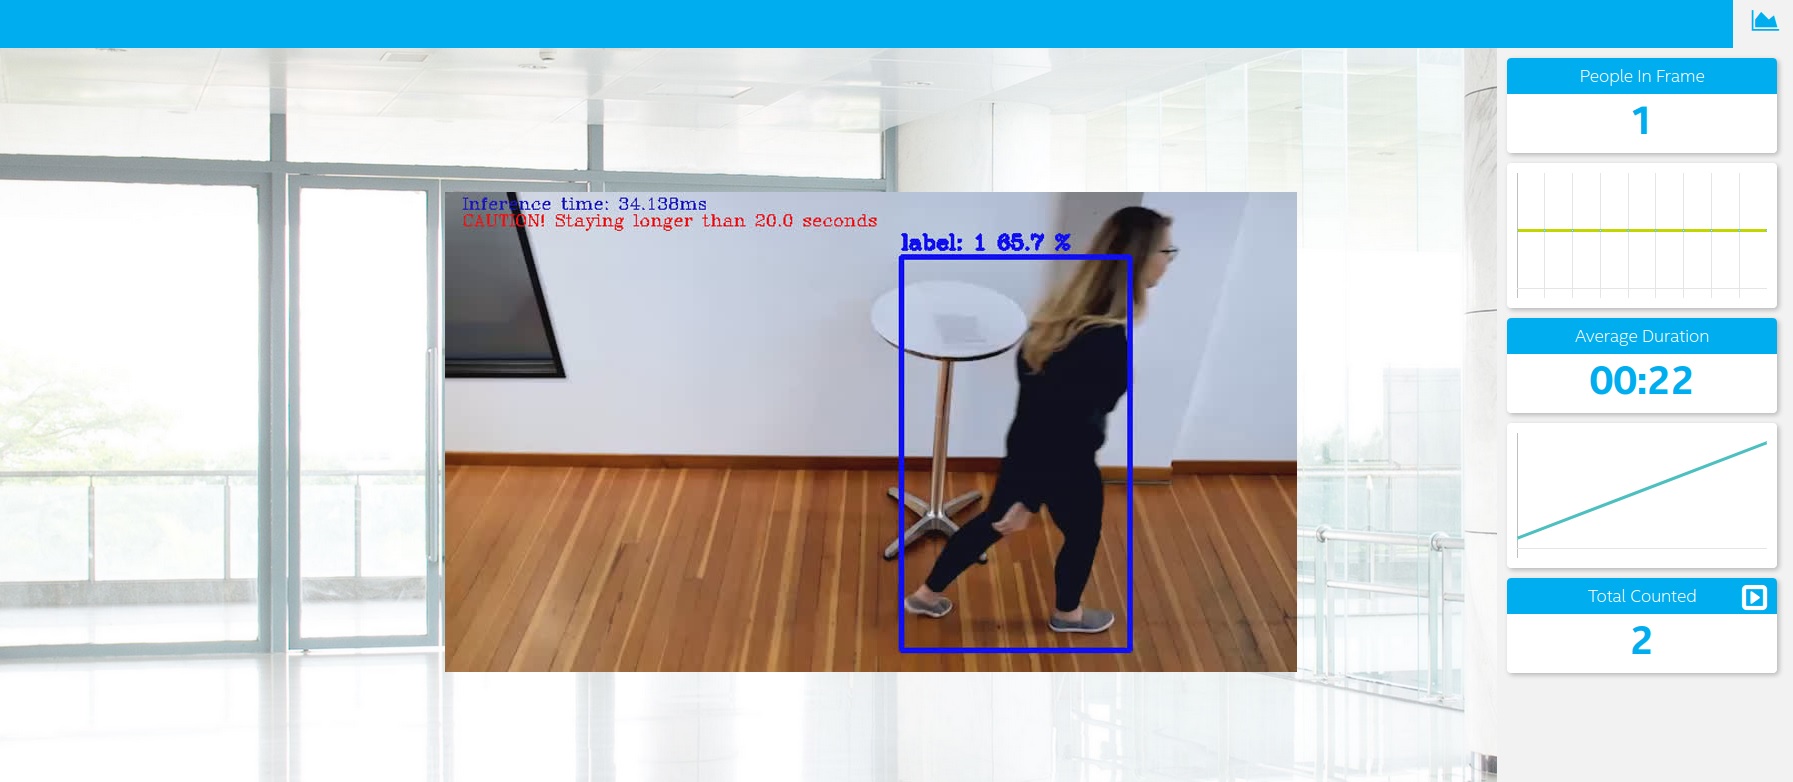 People In Frame
1
Inference time: 34.138ms
CAUTION! Staying longer than 20.0 seconds
label: 1 65.7 %
Average Duration
00:22
Total Counted
2